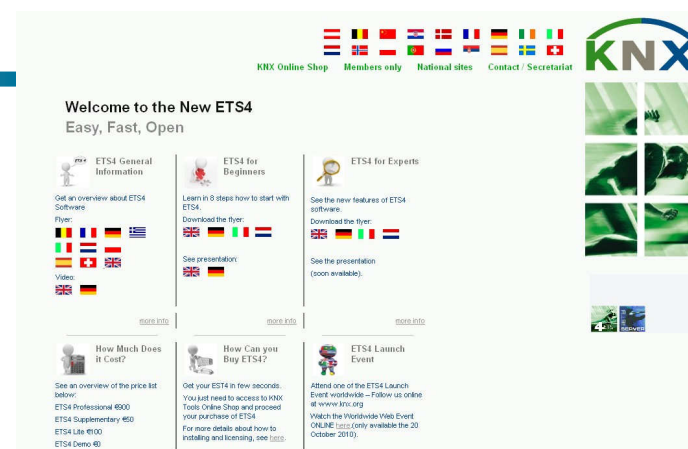 KNX Online Shop Members only National sites Contact / Secretariat
KNX
Welcome to the New ETS4
Easy, Fast, Open
ETS4
ETS4 General
Information
Get an overview about ETS4
Software
Flyer:
Video:
more info
ETS4 for
Beginners
Learn in 8 steps how to start with
ETS4.
Download the flyer:
See presentation:
more info
ETS4 for Experts
See the new features of ETS4
software.
Download the flyer:
See the presentation
(soon available).
more info
How Much Does
it Cost?
See an overview of the price list
below:
ETS4 Professional €900
ETS4 Supplementary €50
ETS4 Lite €100
ETS4 Demo €0
How Can you
Buy ETS4?
Get your EST4 in few seconds.
You just need to access to KNX
Tools Online Shop and proceed
your purchase of ETS4
For more details about how to
installing and licensing, see here.
ETS4 Launch
Event
Attend one of the ETS4 Launch
Event worldwide – Follow us online
at www.knx.org
Watch the Worldwide Web Event
ONLINE here.(only available the 20
October 2010).
SERVER